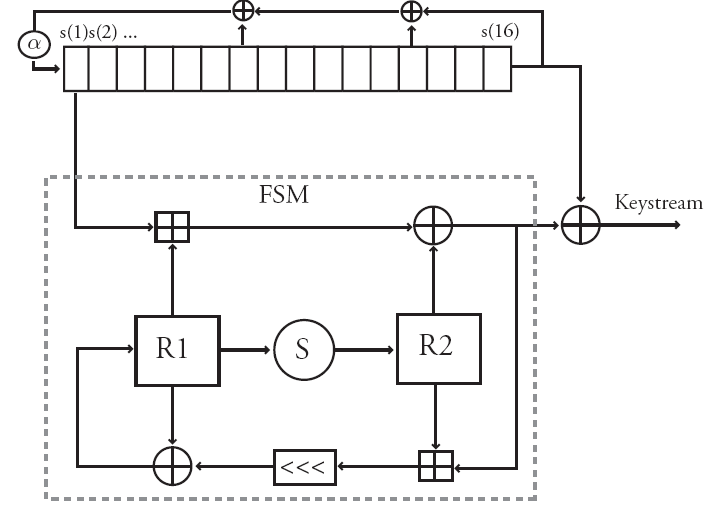 α
s(1)s(2) ...
s(16)
FSM
Keystream
R1
S
R2
<<<